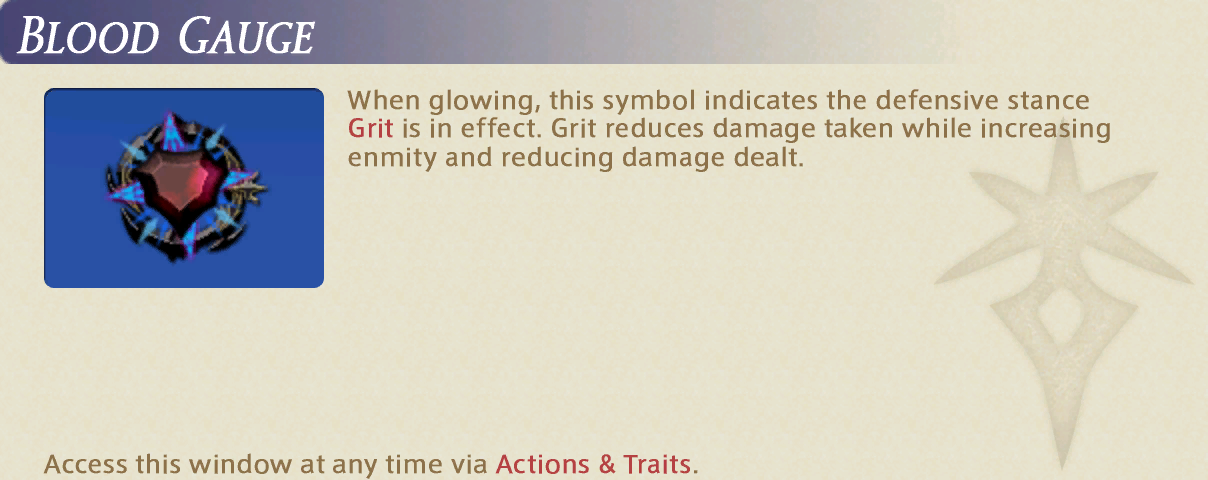 BLOOD GAUGE
When glowing, this symbol indicates the defensive stance
Grit is in effect. Grit reduces damage taken while increasing
enmity and reducing damage dealt.
Access this window at any time via Actions & Traits.